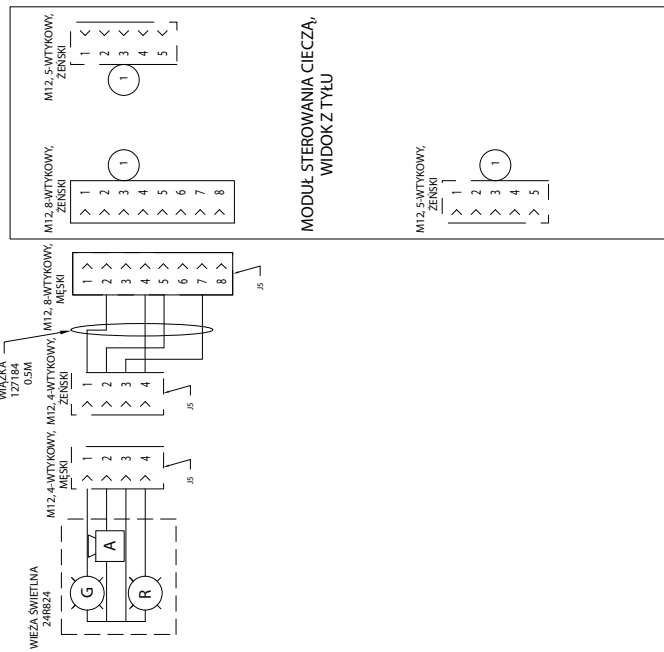 WIEŻA ŚWIETLNA
24R824
G
A
R
M12, 4-WTYKOWY,
MĘSKI
1
2
3
4
J5
M12, 4-WTYKOWY,
ŻEŃSKI
1
2
3
4
J5
WIĄZKA
127184
0.5M
M12, 8-WTYKOWY,
MĘSKI
1
2
3
4
5
6
7
8
J5
M12, 8-WTYKOWY,
ŻEŃSKI
1
2
3
4
5
6
7
8
1
M12, 5-WTYKOWY,
ŻEŃSKI
1
2
3
4
5
1
MODUŁ STEROWANIA CIECZĄ,
WIDOK Z TYŁU
M12, 5-WTYKOWY,
ŻEŃSKI
1
2
3
4
5
1